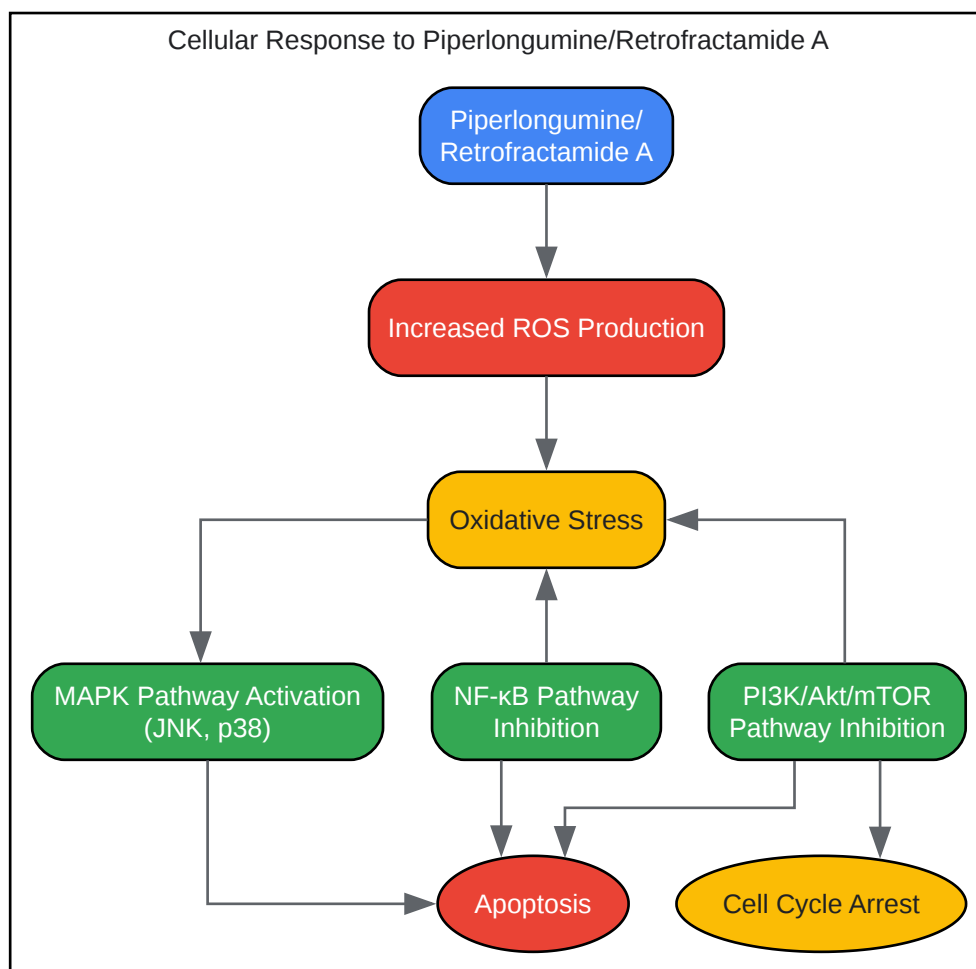 Cellular Response to Piperlongumine/Retrofractamide A
Piperlongumine/
Retrofractamide A
Increased ROS Production
Oxidative Stress
MAPK Pathway Activation
(JNK, p38)
NF-κB Pathway
Inhibition
PI3K/Akt/mTOR
Pathway Inhibition
Apoptosis
Cell Cycle Arrest